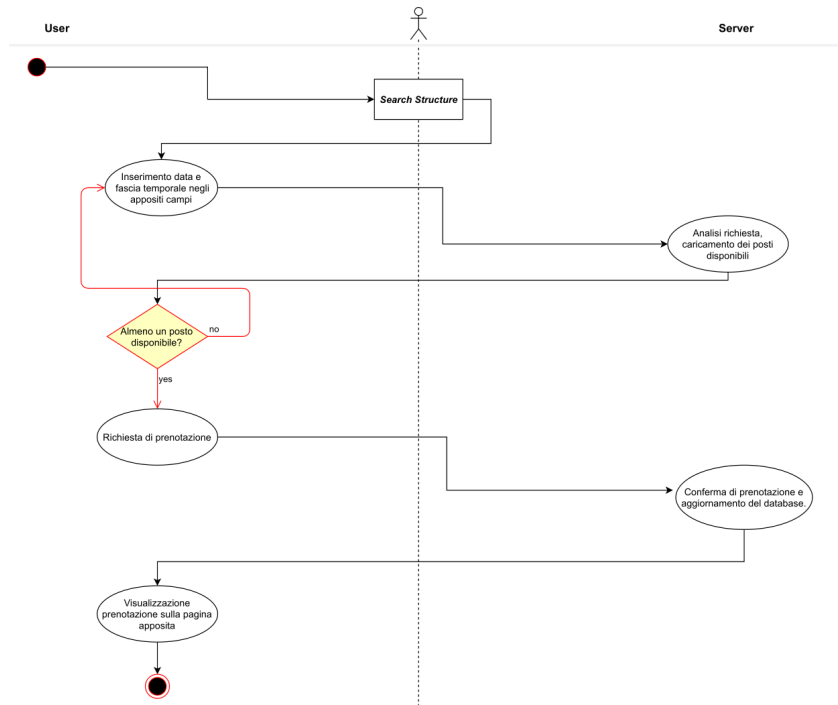 User
Server
Search Structure
Inserimento data e
fascia temporale negli
appositi campi
Analisi richiesta,
caricamento dei posti
disponibili
Almeno un posto
disponibile?
no
yes
Richiesta di prenotazione
Conferma di prenotazione e
aggiornamento del database.
Visualizzazione
prenotazione sulla pagina
apposita